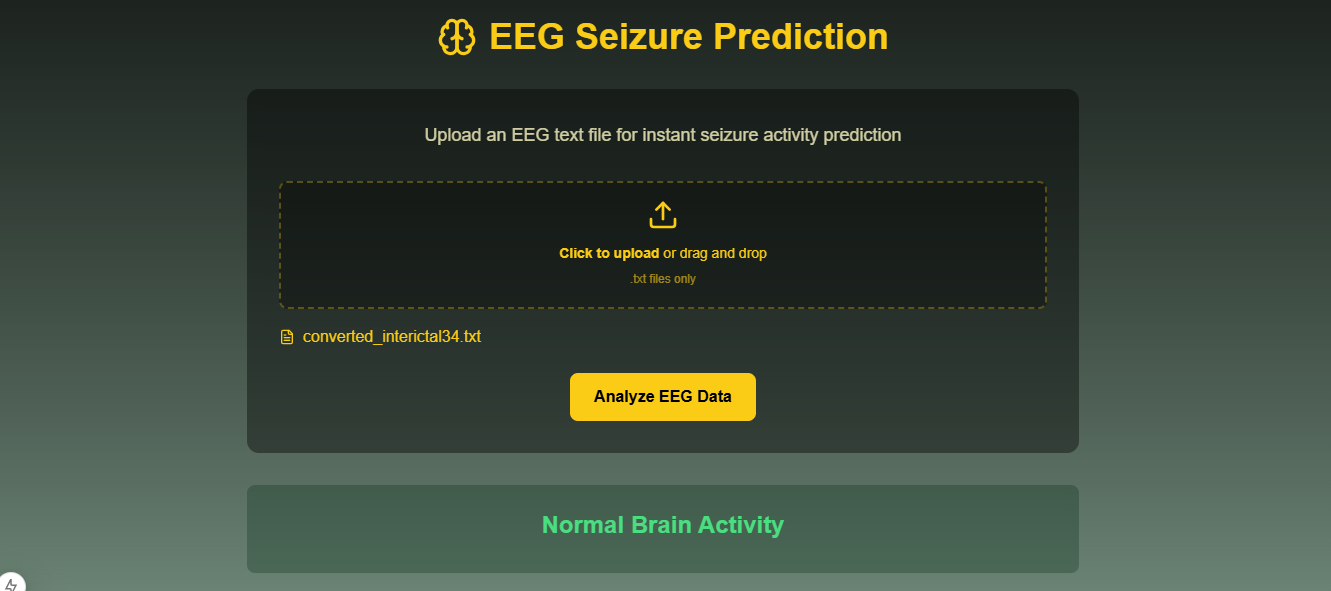 EEG Seizure Prediction
Upload an EEG text file for instant seizure activity prediction
Click to upload or drag and drop
.txt files only
converted_interictal34.txt
Analyze EEG Data
Normal Brain Activity